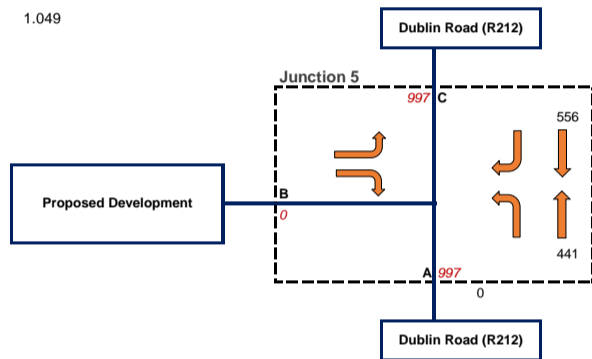 1.049
Dublin Road (R212)
Junction 5
997 C
556
B
Proposed Development
0
441
A 997
0
Dublin Road (R212)